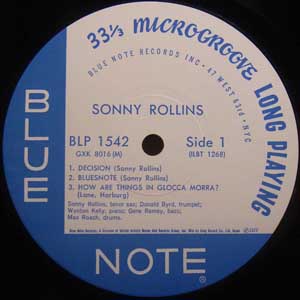 33⅓ MICROGROOVE LONG PLAYING
BLUE NOTE RECORDS INC • 47 WEST 63rd • NYC
BLUE
SONNY ROLLINS
BLP 1542 Side 1
GXK 8016 (M) (ILBT 1268)
1. DECISION (Sonny Rollins)
2. BLUESNOTE (Sonny Rollins)
3. HOW ARE THINGS IN GLOCCA MORRA?
(Lane, Harburg)
Sonny Rollins, tenor sax; Donald Byrd, trumpet;
Wynton Kelly, piano; Gene Ramey, bass;
Max Roach, drums.
NOTE ®